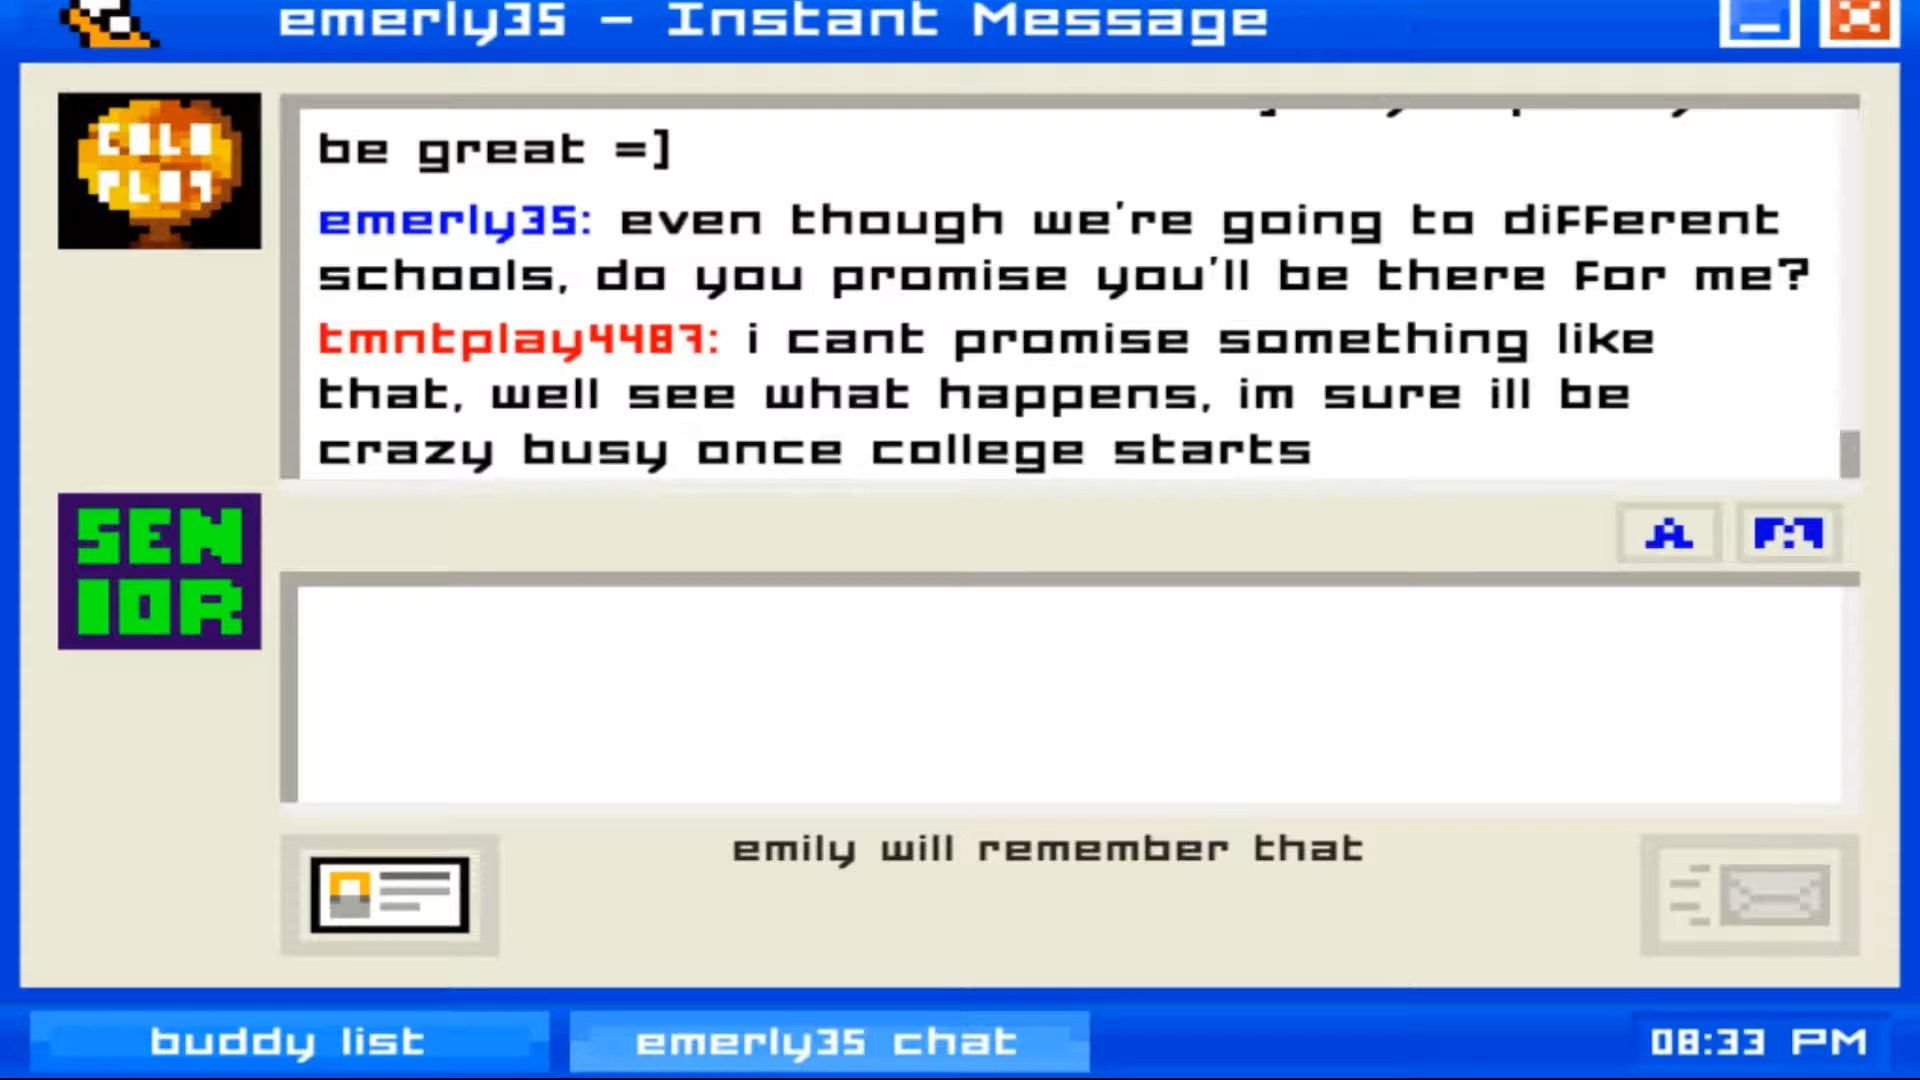 emerly35 - Instant Message
COLD
PLAY
be great =]
emerly35: even though we're going to different
schools, do you promise you'll be there for me?
tmntplay4487: i cant promise something like
that, well see what happens, im sure ill be
crazy busy once college starts
SEN
IOR
A
emily will remember that
buddy list
emerly35 chat
08:33 PM